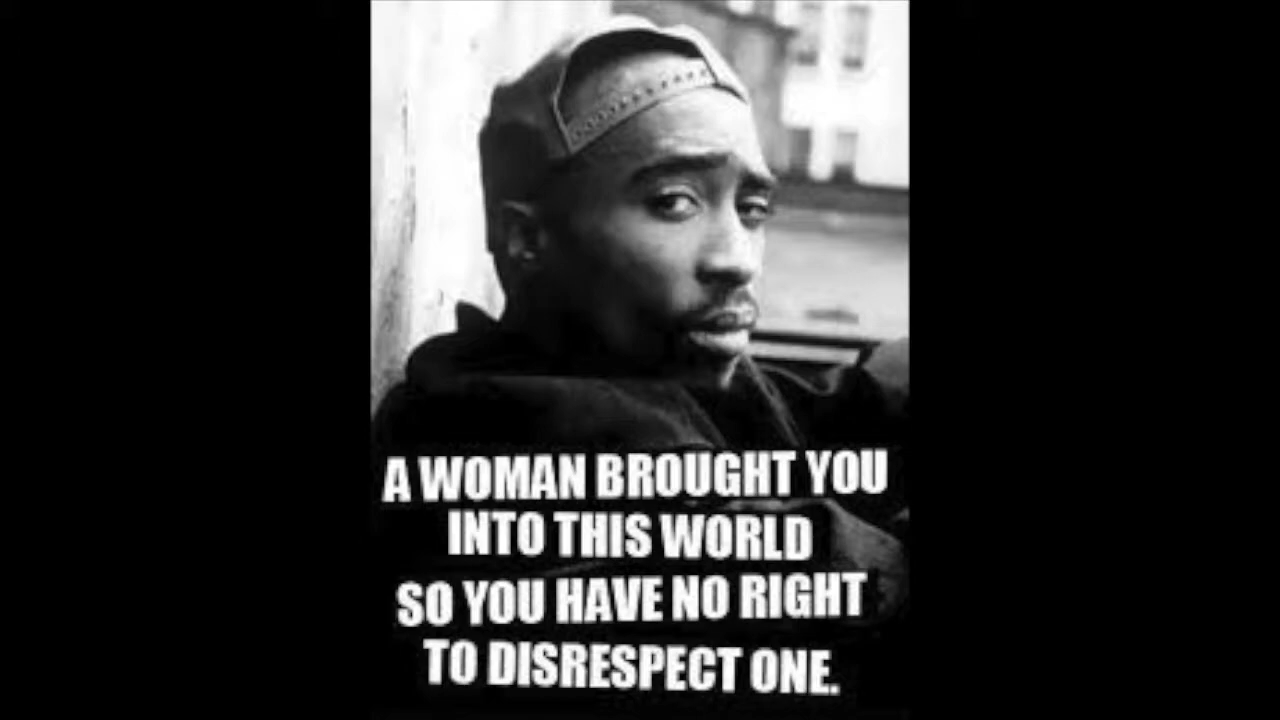 A WOMAN BROUGHT YOU
INTO THIS WORLD
SO YOU HAVE NO RIGHT
TO DISRESPECT ONE.